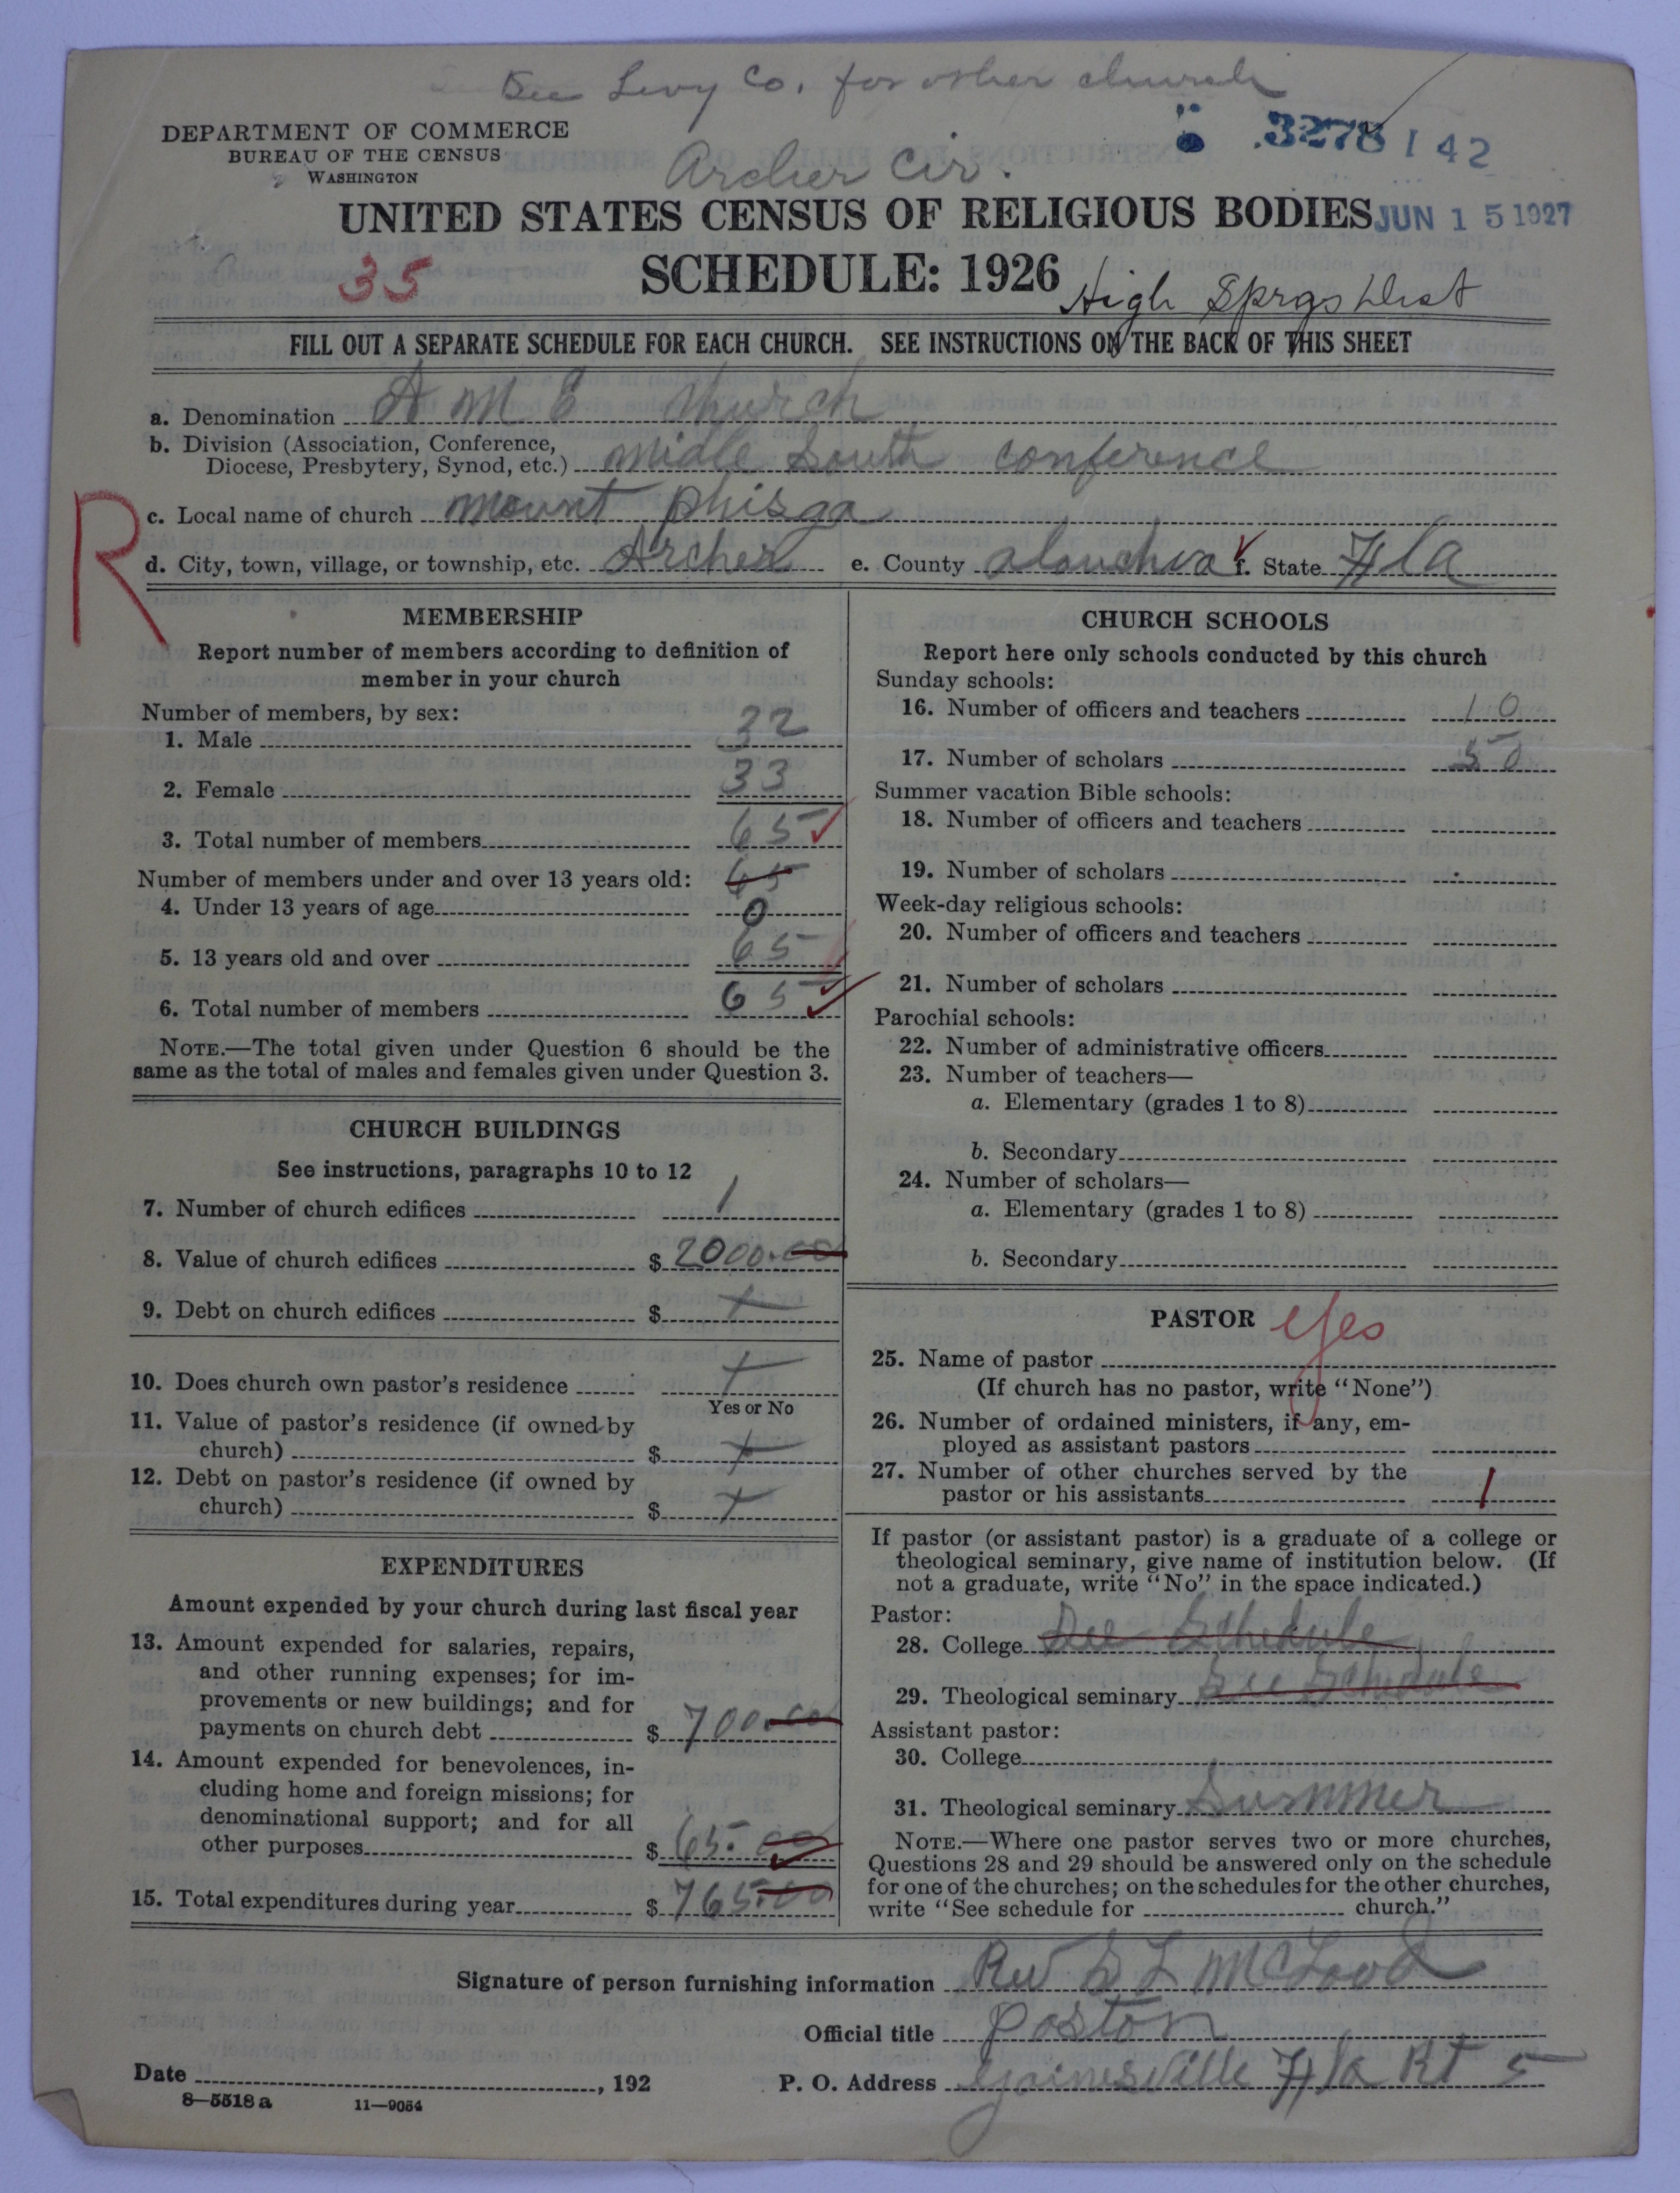 See Levy Co. for other church
DEPARTMENT OF COMMERCE
BUREAU OF THE CENSUS
WASHINGTON
3278 142
Archer Cir.
UNITED STATES CENSUS OF RELIGIOUS BODIES
JUN 15 1927
35
SCHEDULE: 1926
High Sprgs Dist
FILL OUT A SEPARATE SCHEDULE FOR EACH CHURCH. SEE INSTRUCTIONS ON THE BACK OF THIS SHEET
a. Denomination A M E Church
b. Division (Association, Conference,
Diocese, Presbytery, Synod, etc.) Midle South conference
R
c. Local name of church Mount Phisga
d. City, town, village, or township, etc. Archer e. County alouchua f. State Fla
MEMBERSHIP
Report number of members according to definition of
member in your church
Number of members, by sex:
1. Male 32
2. Female 33
3. Total number of members 65
Number of members under and over 13 years old: 65
4. Under 13 years of age 0
5. 13 years old and over 65
6. Total number of members 65
NOTE.—The total given under Question 6 should be the
same as the total of males and females given under Question 3.
CHURCH BUILDINGS
See instructions, paragraphs 10 to 12
7. Number of church edifices 1
8. Value of church edifices $ 2000.00
9. Debt on church edifices $ +
10. Does church own pastor's residence +
Yes or No
11. Value of pastor's residence (if owned by
church) $ +
12. Debt on pastor's residence (if owned by
church) $ +
EXPENDITURES
Amount expended by your church during last fiscal year
13. Amount expended for salaries, repairs,
and other running expenses; for im-
provements or new buildings; and for
payments on church debt $ 700.00
14. Amount expended for benevolences, in-
cluding home and foreign missions; for
denominational support; and for all
other purposes $ 65.00
15. Total expenditures during year $ 765.00
CHURCH SCHOOLS
Report here only schools conducted by this church
Sunday schools:
16. Number of officers and teachers 10
17. Number of scholars 50
Summer vacation Bible schools:
18. Number of officers and teachers
19. Number of scholars
Week-day religious schools:
20. Number of officers and teachers
21. Number of scholars
Parochial schools:
22. Number of administrative officers
23. Number of teachers—
a. Elementary (grades 1 to 8)
b. Secondary
24. Number of scholars—
a. Elementary (grades 1 to 8)
b. Secondary
PASTOR yes
25. Name of pastor
(If church has no pastor, write "None")
26. Number of ordained ministers, if any, em-
ployed as assistant pastors
27. Number of other churches served by the
pastor or his assistants 1
If pastor (or assistant pastor) is a graduate of a college or
theological seminary, give name of institution below. (If
not a graduate, write "No" in the space indicated.)
Pastor:
28. College See Schedule
29. Theological seminary See Schedule
Assistant pastor:
30. College
31. Theological seminary Summer
NOTE.—Where one pastor serves two or more churches,
Questions 28 and 29 should be answered only on the schedule
for one of the churches; on the schedules for the other churches,
write "See schedule for church."
Signature of person furnishing information Rev D L McLood
Official title Pastor
Date , 192
P. O. Address Gainesville Fla Rt 5
8—5518 a 11—9054